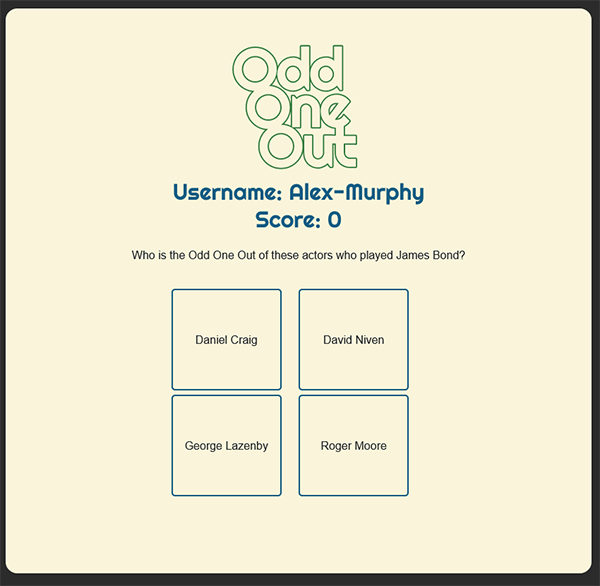 Odd
One
Out
Username: Alex-Murphy
Score: 0
Who is the Odd One Out of these actors who played James Bond?
Daniel Craig
David Niven
George Lazenby
Roger Moore